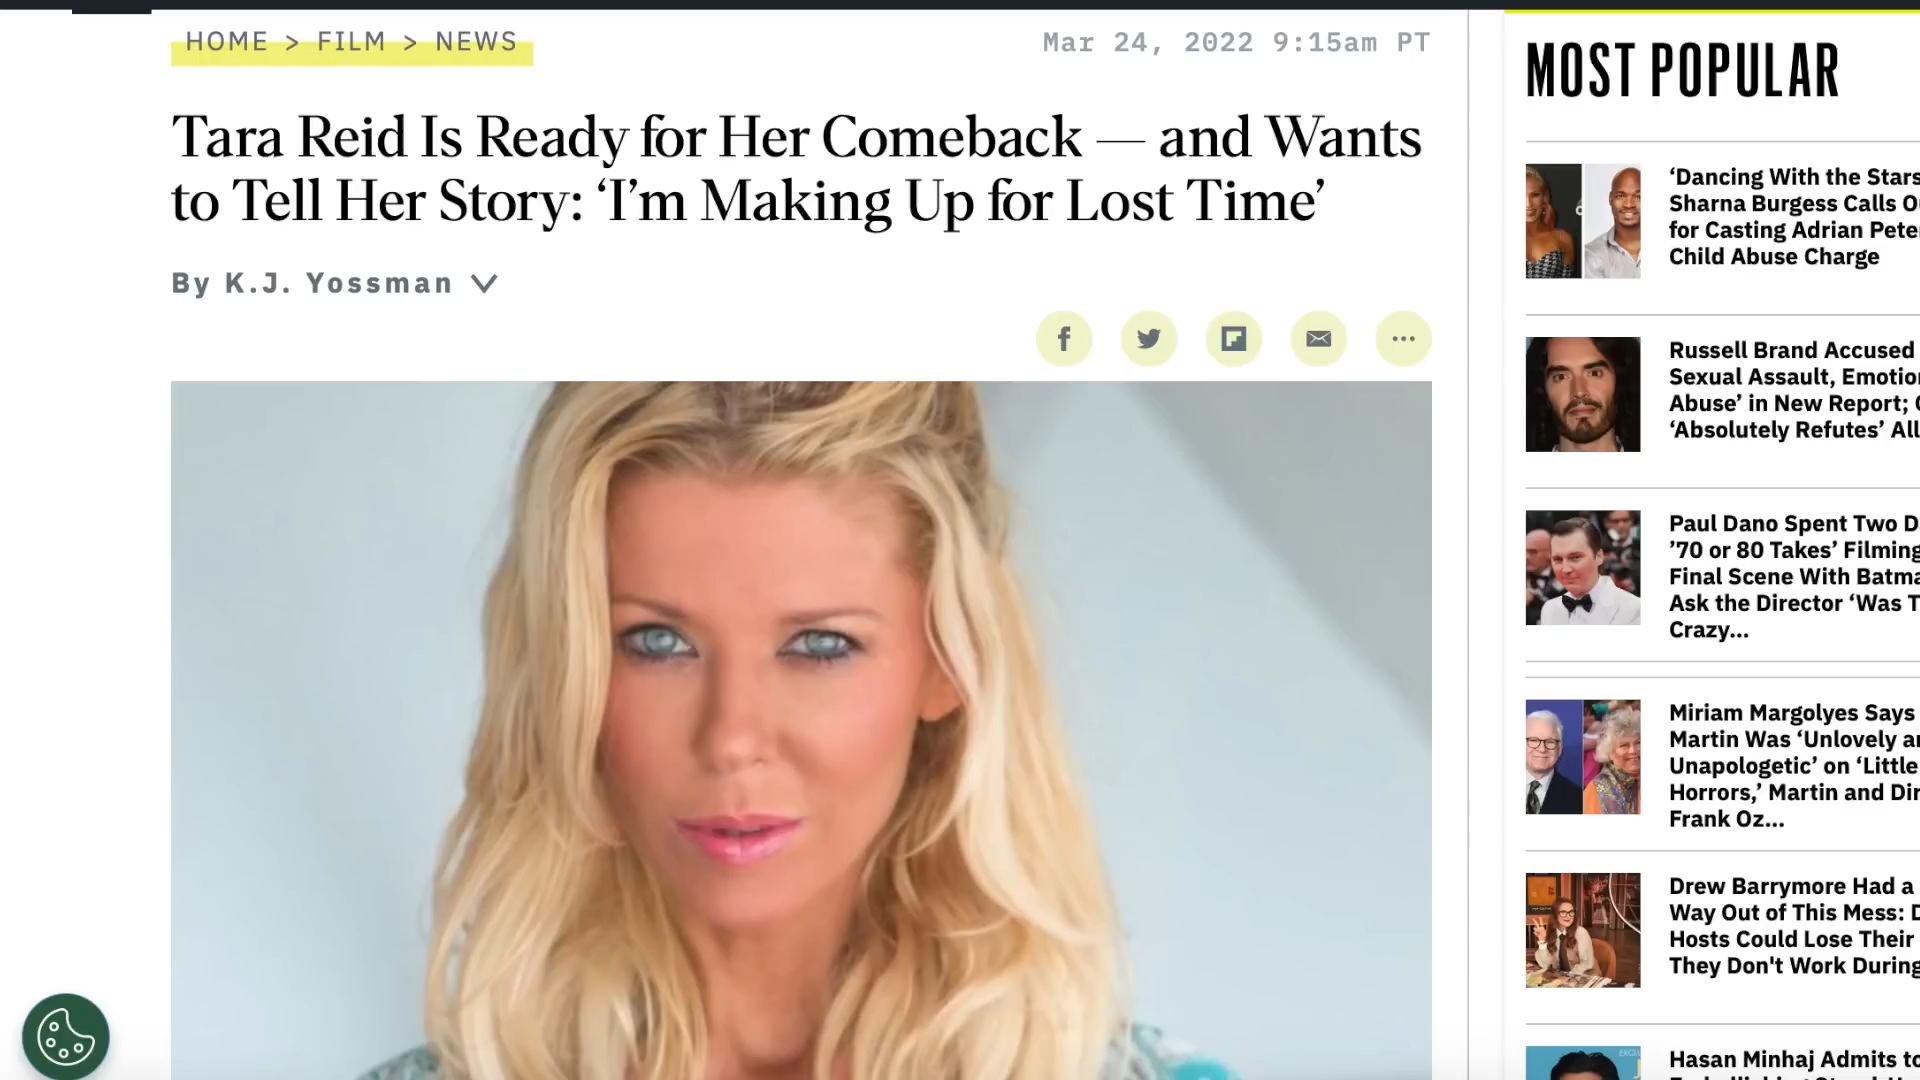 HOME > FILM > NEWS
Mar 24, 2022 9:15am PT
Tara Reid Is Ready for Her Comeback — and Wants
to Tell Her Story: ‘I’m Making Up for Lost Time’
By K.J. Yossman
MOST POPULAR
‘Dancing With the Stars
Sharna Burgess Calls
for Casting Adrian
Child Abuse Charge
Russell Brand Accused
Sexual Assault,
Abuse’ in New Report;
‘Absolutely Refutes’
Paul Dano Spent Two
’70 or 80 Takes’ Filming
Final Scene With
Ask the Director ‘Was
Crazy...
Miriam Margolyes Says
Martin Was ‘Unlovely
Unapologetic’ on ‘Little
Horrors,’ Martin and
Frank Oz...
Drew Barrymore Had a
Way Out of This Mess:
Hosts Could Lose Their
They Don't Work During
Hasan Minhaj Admits to